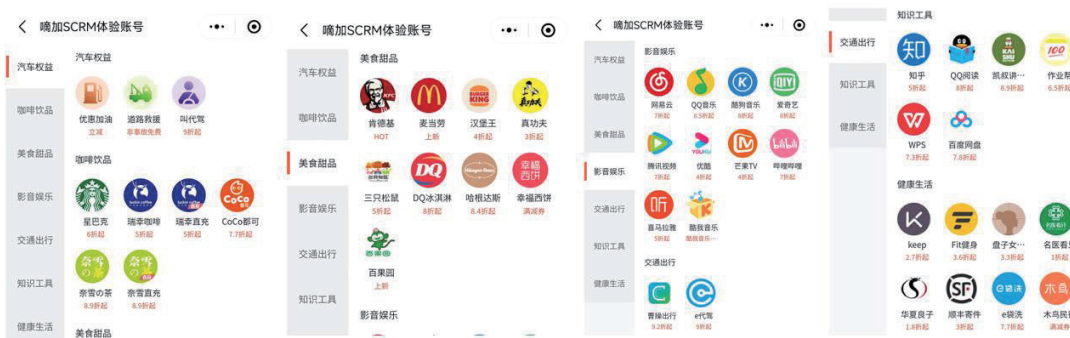 嘀加SCRM体验账号
汽车权益
咖啡饮品
美食甜品
影音娱乐
交通出行
知识工具
健康生活
汽车权益
优惠加油 道路救援 叫代驾
立减 非事故免费 9折起
咖啡饮品
星巴克 瑞幸咖啡 瑞幸直充 CoCo都可
6折起 5折起 5折起 7.7折起
奈雪の茶 奈雪直充
8.9折起 8.9折起
美食甜品
嘀加SCRM体验账号
汽车权益
咖啡饮品
美食甜品
影音娱乐
交通出行
知识工具
美食甜品
肯德基 麦当劳 汉堡王 真功夫
HOT 上新 4折起 3折起
三只松鼠 DQ冰淇淋 哈根达斯 幸福西饼
5折起 8折起 8.4折起 满减券
百果园
上新
影音娱乐
嘀加SCRM体验账号
汽车权益
咖啡饮品
美食甜品
影音娱乐
交通出行
知识工具
健康生活
影音娱乐
网易云 QQ音乐 酷狗音乐 爱奇艺
7折起 8.5折起 8折起 8折起
腾讯视频 优酷 芒果TV 哔哩哔哩
7折起 4折起 4折起 7折起
喜马拉雅 酷我音乐
5折起 酷我音乐…
交通出行
曹操出行 e代驾
9.2折起 9折起
交通出行
知识工具
健康生活
知识工具
知乎 QQ阅读 凯叔讲… 作业帮
5折起 8折起 8.9折起 6.5折起
WPS 百度网盘
7.3折起 7.8折起
健康生活
keep Fit健身 盘子女… 名医看
2.7折起 3.6折起 3.3折起 1折起
华夏良子 顺丰寄件 e袋洗 木鸟民
1.8折起 3折起 7.7折起 满减券